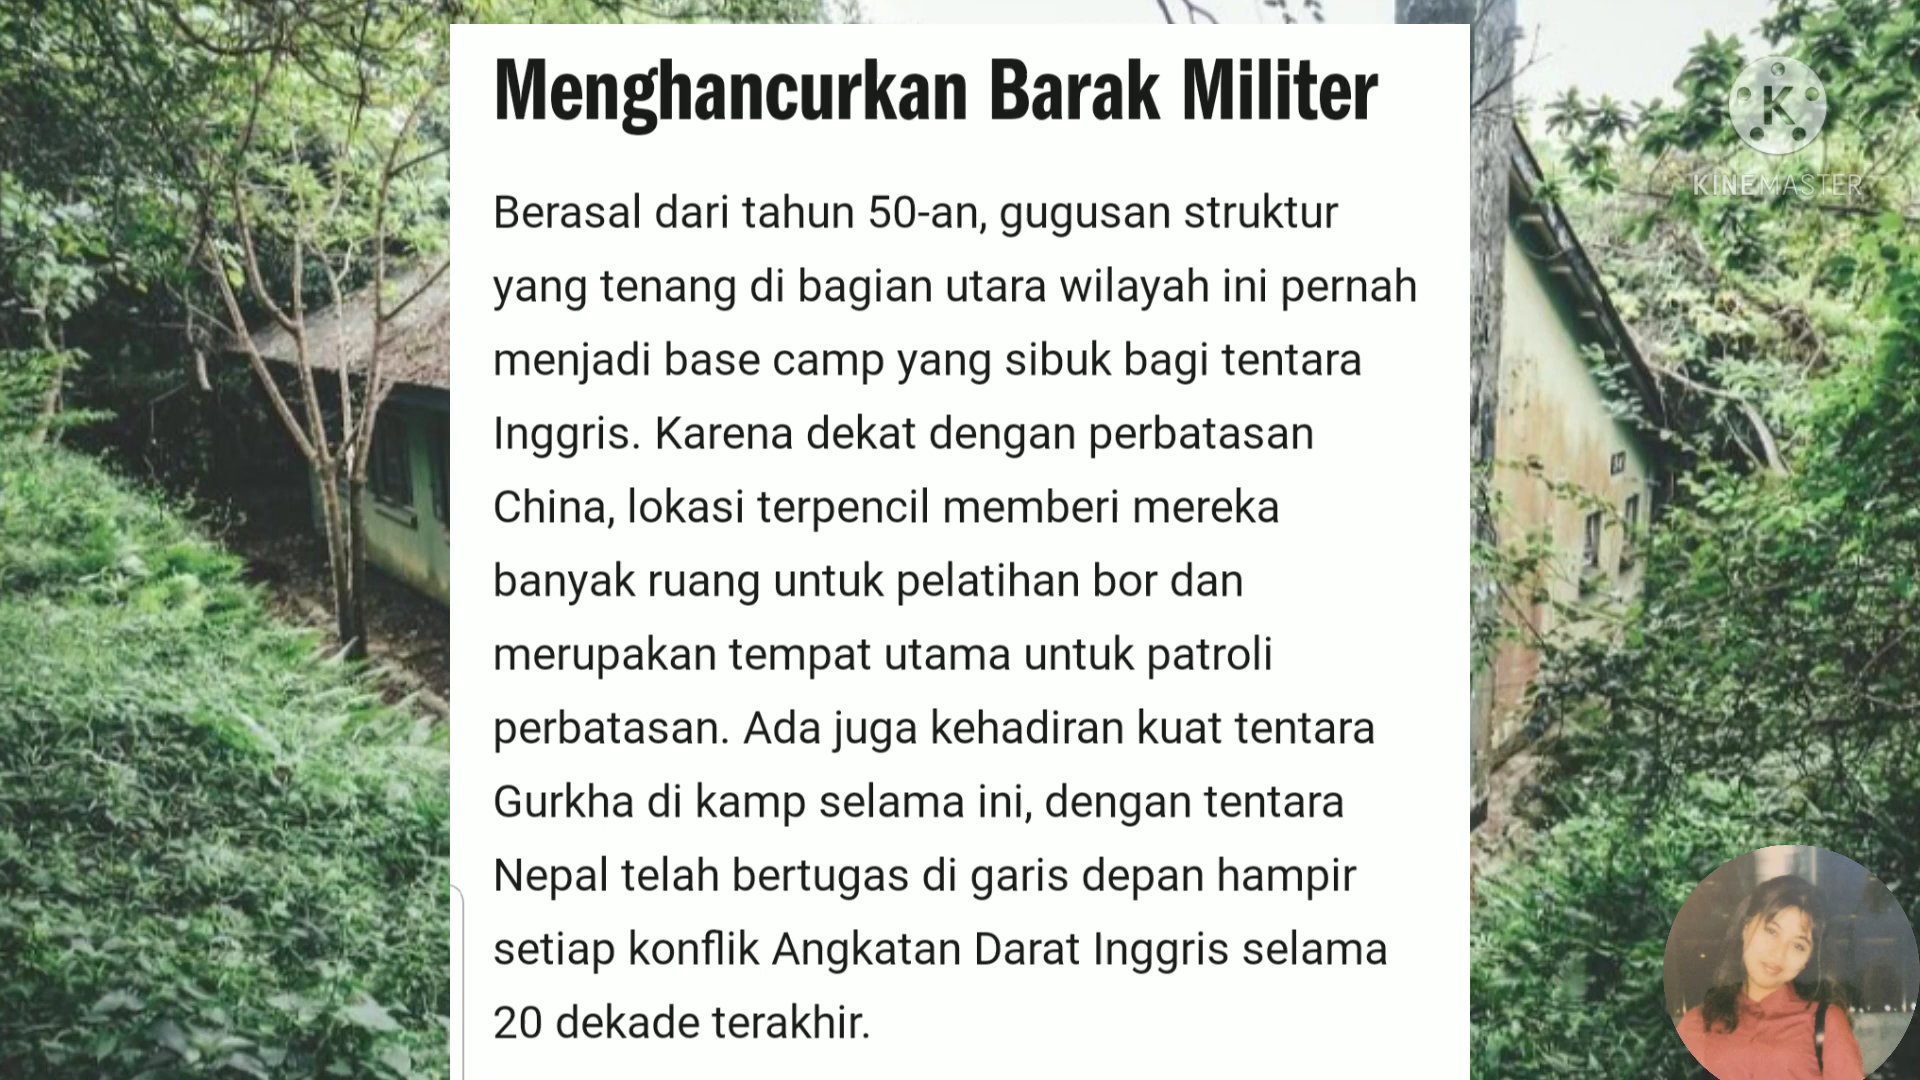 Menghancurkan Barak Militer
Berasal dari tahun 50-an, gugusan struktur
yang tenang di bagian utara wilayah ini pernah
menjadi base camp yang sibuk bagi tentara
Inggris. Karena dekat dengan perbatasan
China, lokasi terpencil memberi mereka
banyak ruang untuk pelatihan bor dan
merupakan tempat utama untuk patroli
perbatasan. Ada juga kehadiran kuat tentara
Gurkha di kamp selama ini, dengan tentara
Nepal telah bertugas di garis depan hampir
setiap konflik Angkatan Darat Inggris selama
20 dekade terakhir.
K
KINEMASTER